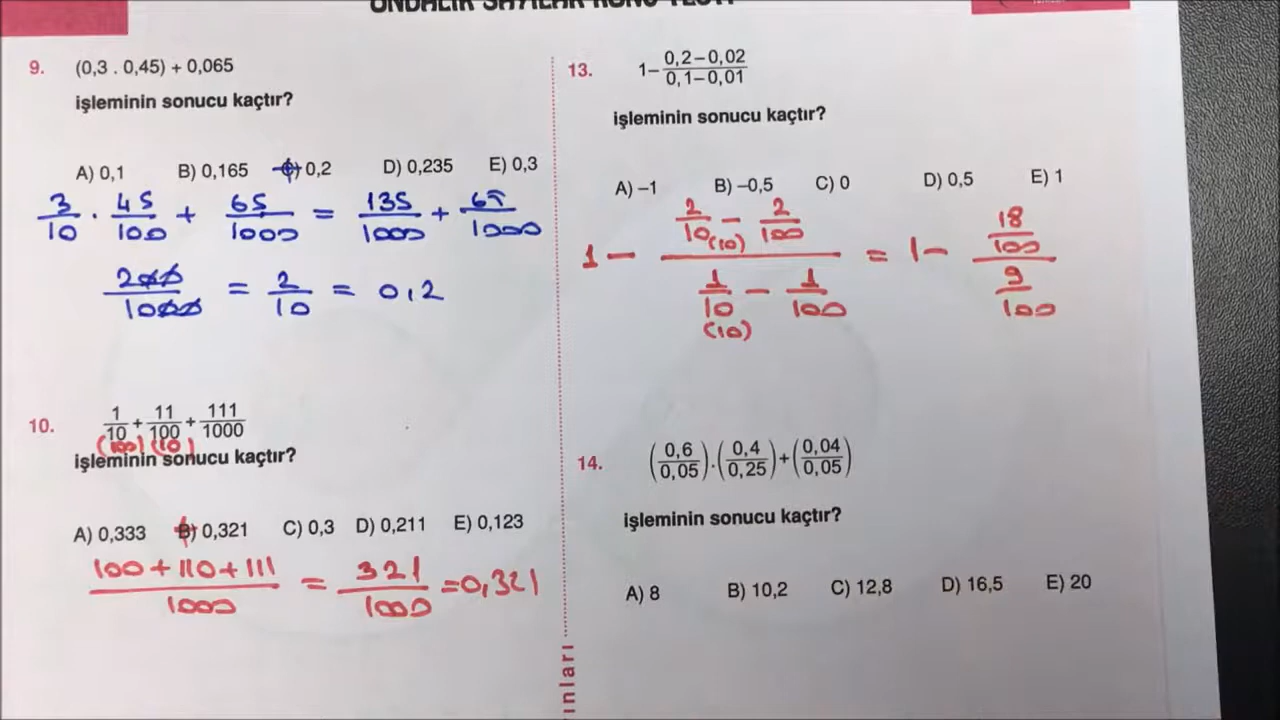 ONDALIK SAYILAR KONU TESTİ
9. (0,3 . 0,45) + 0,065
işleminin sonucu kaçtır?
A) 0,1 B) 0,165 C) 0,2 D) 0,235 E) 0,3
3/10 . 45/100 + 65/1000 = 135/1000 + 65/1000
200/1000 = 2/10 = 0,2
10. 1/10 + 11/100 + 111/1000
(100) (10)
işleminin sonucu kaçtır?
A) 0,333 B) 0,321 C) 0,3 D) 0,211 E) 0,123
100+110+111/1000 = 321/1000 = 0,321
13. 1 − 0,2−0,02/0,1−0,01
işleminin sonucu kaçtır?
A) −1 B) −0,5 C) 0 D) 0,5 E) 1
1 − 2/10 (10) − 2/100 / 1/10 (10) − 1/100 = 1 − 18/100 / 9/100
14. (0,6/0,05) . (0,4/0,25) + (0,04/0,05)
işleminin sonucu kaçtır?
A) 8 B) 10,2 C) 12,8 D) 16,5 E) 20
ınları